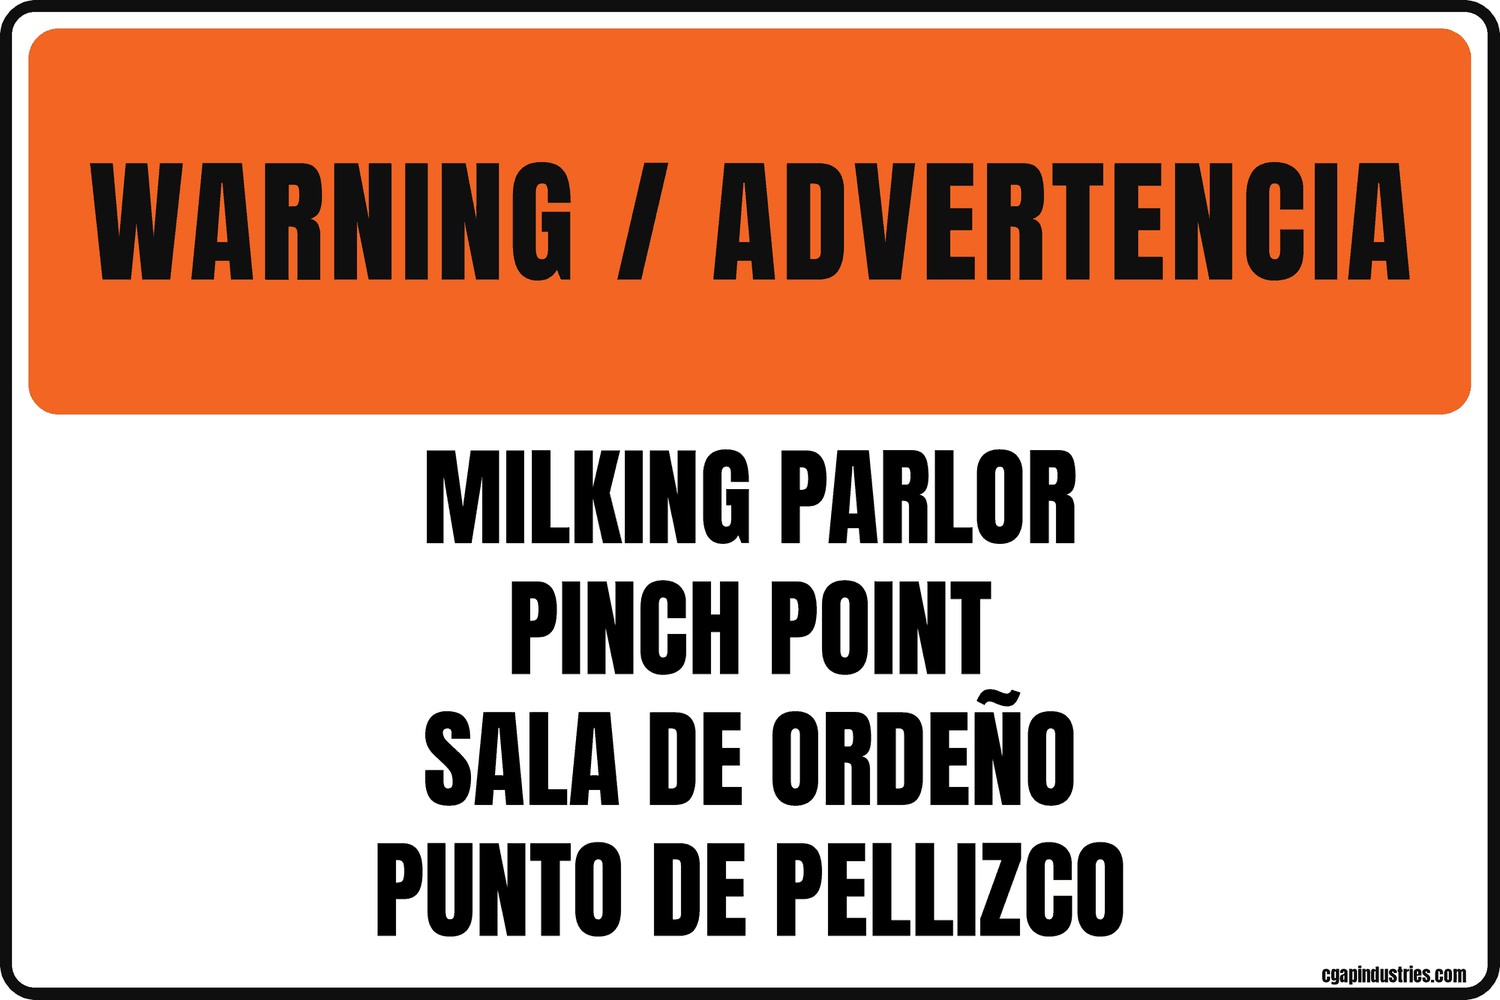 WARNING / ADVERTENCIA
MILKING PARLOR
PINCH POINT
SALA DE ORDEÑO
PUNTO DE PELLIZCO
cgapindustries.com